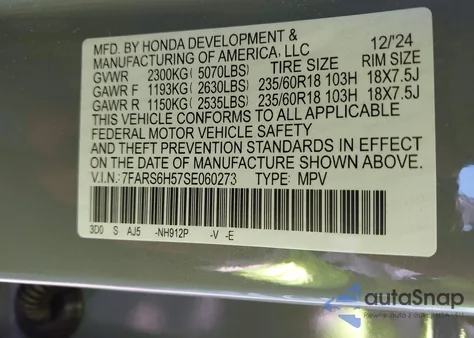 MFD. BY HONDA DEVELOPMENT & 12/'24
MANUFACTURING OF AMERICA, LLC
GVWR 2300KG ( 5070LBS) TIRE SIZE RIM SIZE
GAWR F 1193KG ( 2630LBS) 235/60R18 103H 18X7.5J
GAWR R 1150KG ( 2535LBS) 235/60R18 103H 18X7.5J
THIS VEHICLE CONFORMS TO ALL APPLICABLE
FEDERAL MOTOR VEHICLE SAFETY
AND THEFT PREVENTION STANDARDS IN EFFECT
ON THE DATE OF MANUFACTURE SHOWN ABOVE.
V.I.N.: 7FARS6H57SE060273 TYPE: MPV
3D0 S AJ5 -NH912P -V -E
autoSnap